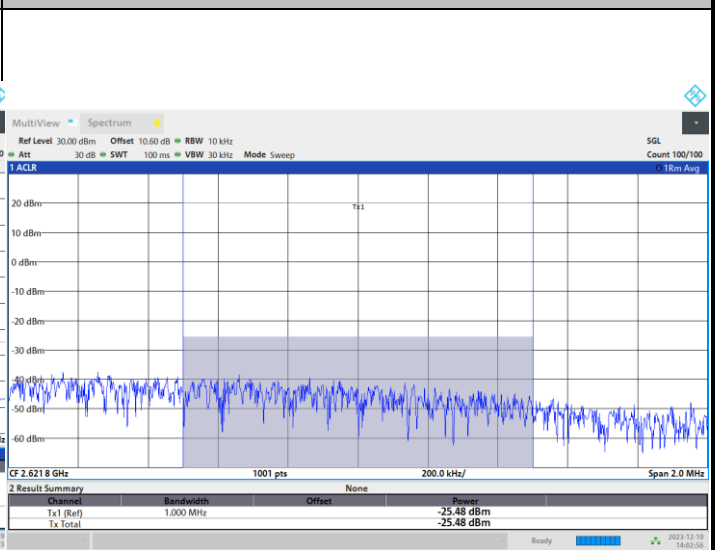 MultiView Spectrum
Ref Level 30.00 dBm Offset 10.60 dB RBW 10 kHz SGL
Att 30 dB SWT 100 ms VBW 30 kHz Mode Sweep Count 100/100
1 ACLR 1Rm Avg
Tx1
20 dBm
10 dBm
0 dBm
-10 dBm
-20 dBm
-30 dBm
-40 dBm
-50 dBm
-60 dBm
CF 2.621 8 GHz 1001 pts 200.0 kHz/ Span 2.0 MHz
2 Result Summary None
Channel Bandwidth Offset Power
Tx1 (Ref) 1.000 MHz -25.48 dBm
Tx Total -25.48 dBm
Ready 2023-12-19
14:02:56